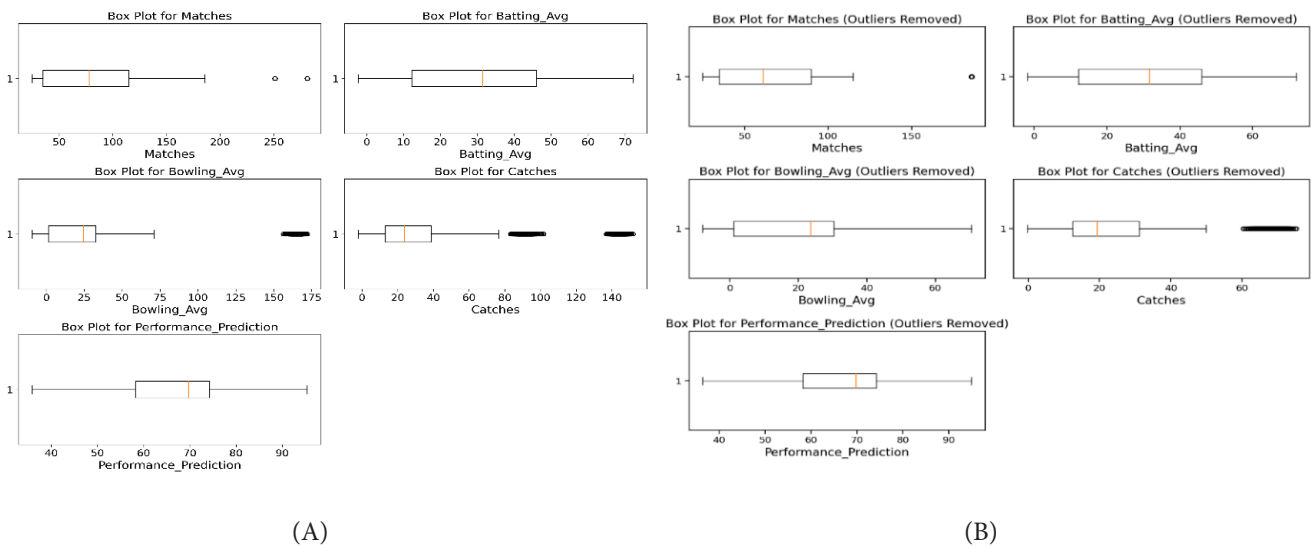 Box Plot for Matches
1
50 100 150 200 250
Matches
Box Plot for Batting_Avg
1
0 10 20 30 40 50 60 70
Batting_Avg
Box Plot for Bowling_Avg
1
0 25 50 75 100 125 150 175
Bowling_Avg
Box Plot for Catches
1
0 20 40 60 80 100 120 140
Catches
Box Plot for Performance_Prediction
1
40 50 60 70 80 90
Performance_Prediction
(A)
Box Plot for Matches (Outliers Removed)
1
50 100 150
Matches
Box Plot for Batting_Avg (Outliers Removed)
1
0 20 40 60
Batting_Avg
Box Plot for Bowling_Avg (Outliers Removed)
1
0 20 40 60
Bowling_Avg
Box Plot for Catches (Outliers Removed)
1
0 20 40 60
Catches
Box Plot for Performance_Prediction (Outliers Removed)
1
40 50 60 70 80 90
Performance_Prediction
(B)